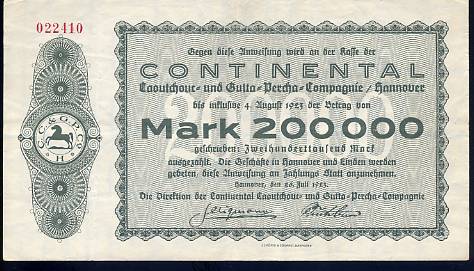 022410
Gegen diese Anweisung wird an der Kasse der
CONTINENTAL
Caoutchouc- und Gutta-Percha-Compagnie, Hannover
bis inklusive 4. August 1923 der Betrag von
Mark 200000
geschrieben: Zweihunderttausend Mark
ausgezahlt. Die Geschäfte in Hannover und Linden werden
gebeten, diese Anweisung an Zahlungs Statt anzunehmen.
Hannover, den 26. Juli 1923.
Die Direktion der Continental Caoutchouc- und Gutta-Percha-Compagnie
C.C.&G.P.Co.
H